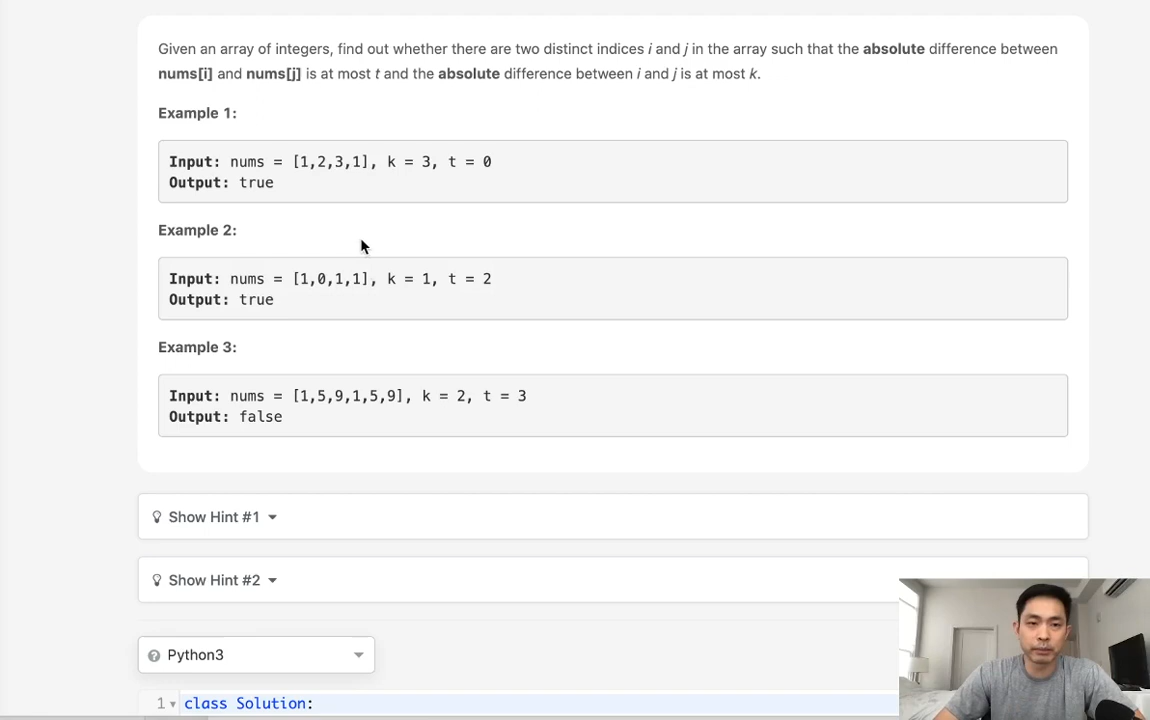 Given an array of integers, find out whether there are two distinct indices i and j in the array such that the absolute difference between
nums[i] and nums[j] is at most t and the absolute difference between i and j is at most k.
Example 1:
Input: nums = [1,2,3,1], k = 3, t = 0
Output: true
Example 2:
Input: nums = [1,0,1,1], k = 1, t = 2
Output: true
Example 3:
Input: nums = [1,5,9,1,5,9], k = 2, t = 3
Output: false
Show Hint #1
Show Hint #2
Python3
1 class Solution: